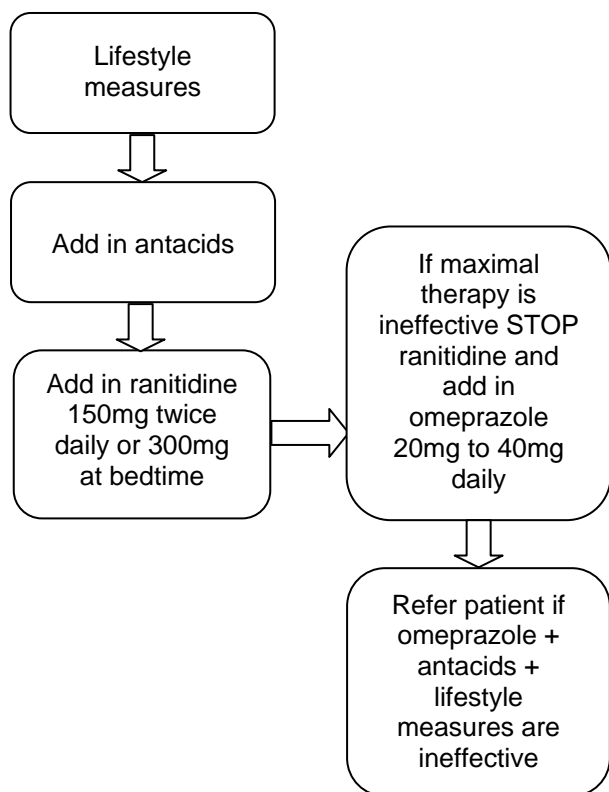 Lifestyle
measures
Add in antacids
Add in ranitidine
150mg twice
daily or 300mg
at bedtime
If maximal
therapy is
ineffective STOP
ranitidine and
add in
omeprazole
20mg to 40mg
daily
Refer patient if
omeprazole +
antacids +
lifestyle
measures are
ineffective